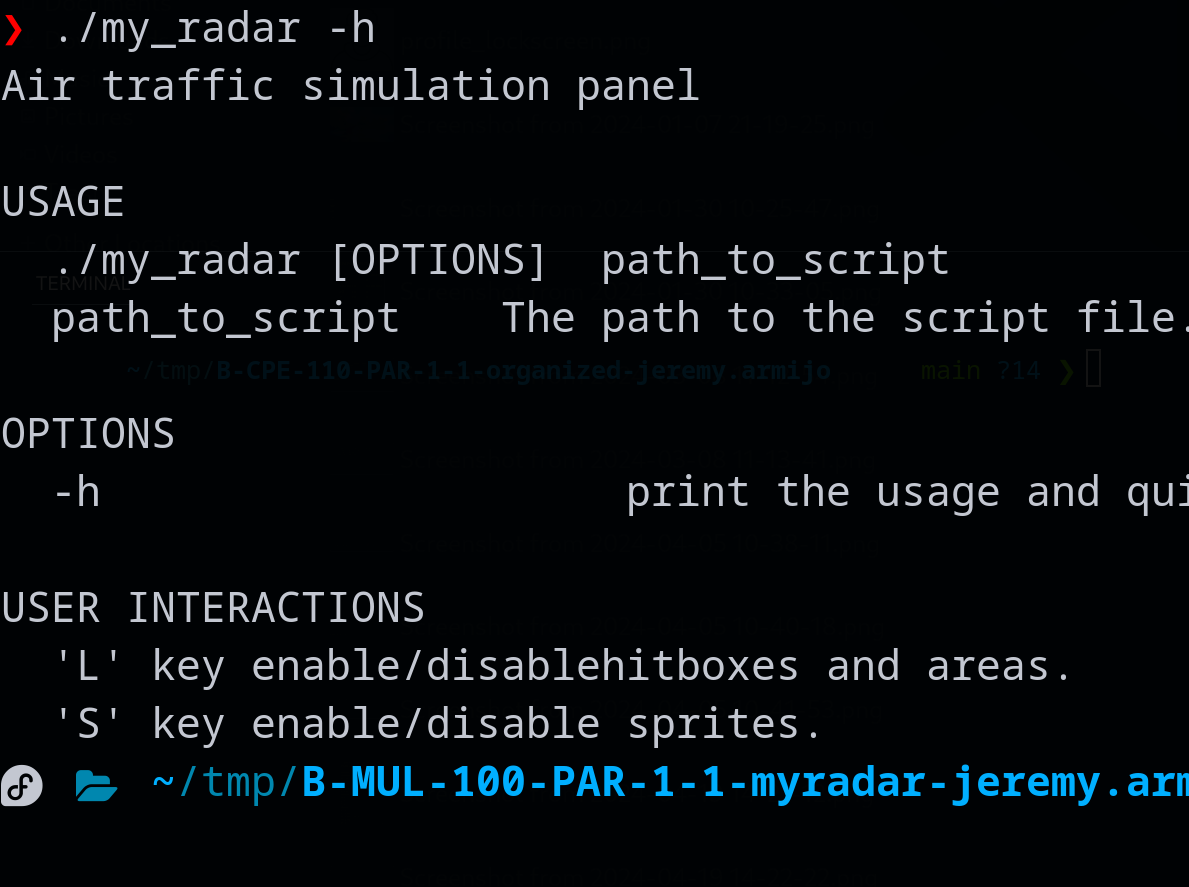 ❯ ./my_radar -h
Air traffic simulation panel
USAGE
./my_radar [OPTIONS]  path_to_script
TERMINAL
path_to_script    The path to the script file.
~/tmp/B-CPE-110-PAR-1-1-organized-jeremy.armijo    main ?14 ❯
OPTIONS
-h                     print the usage and qui
USER INTERACTIONS
'L' key enable/disablehitboxes and areas.
'S' key enable/disable sprites.
~/tmp/B-MUL-100-PAR-1-1-myradar-jeremy.arm